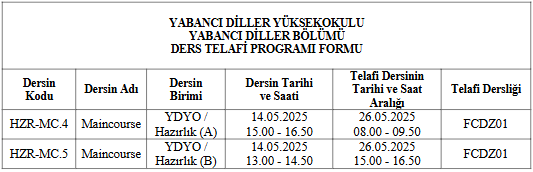 YABANCI DİLLER YÜKSEKOKULU
YABANCI DİLLER BÖLÜMÜ
DERS TELAFİ PROGRAMI FORMU
Dersin Kodu Dersin Adı Dersin Birimi Dersin Tarihi ve Saati Telafi Dersinin Tarihi ve Saat Aralığı Telafi Dersliği
HZR-MC.4 Maincourse YDYO / Hazırlık (A) 14.05.2025 15.00 - 16.50 26.05.2025 08.00 - 09.50 FCDZ01
HZR-MC.5 Maincourse YDYO / Hazırlık (B) 14.05.2025 13.00 - 14.50 26.05.2025 15.00 - 16.50 FCDZ01